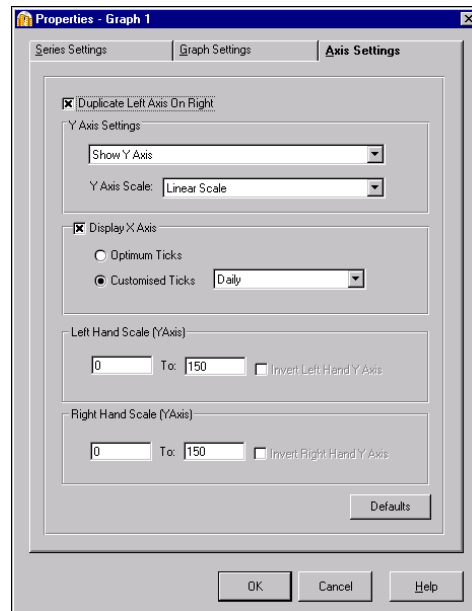 Properties - Graph 1
Series Settings
Graph Settings
Axis Settings
Duplicate Left Axis On Right
Y Axis Settings
Show Y Axis
Y Axis Scale: Linear Scale
Display X Axis
Optimum Ticks
Customised Ticks Daily
Left Hand Scale (YAxis)
0 To: 150 Invert Left Hand Y Axis
Right Hand Scale (YAxis)
0 To: 150 Invert Right Hand Y Axis
Defaults
OK Cancel Help